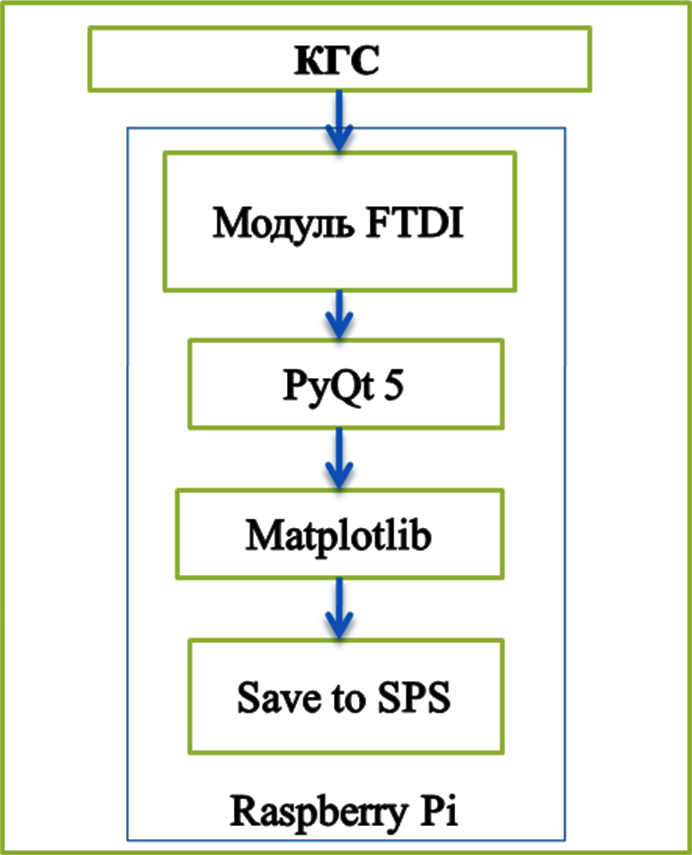 КГС
Модуль FTDI
PyQt 5
Matplotlib
Save to SPS
Raspberry Pi